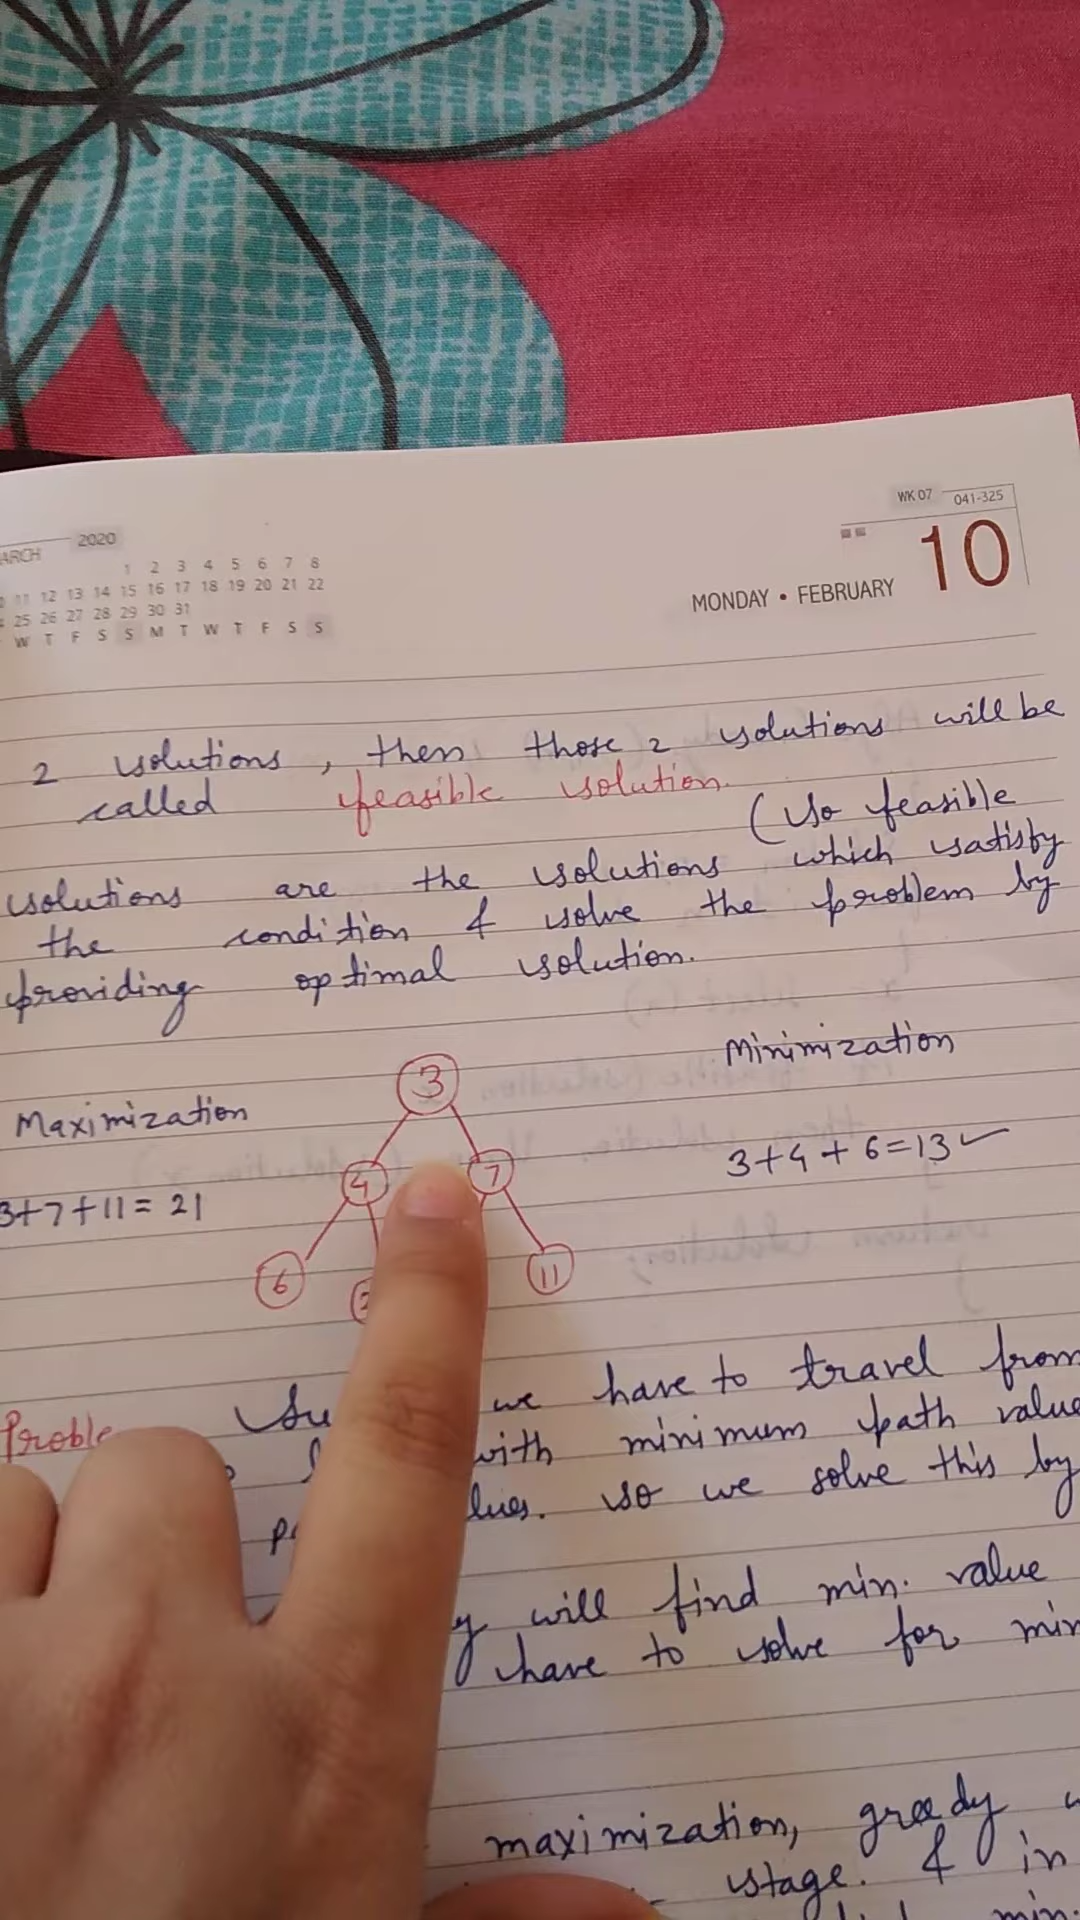 WK 07 041-325
10
MONDAY • FEBRUARY
2020
1 2 3 4 5 6 7 8
11 12 13 14 15 16 17 18 19 20 21 22
25 26 27 28 29 30 31
W T F S S M T W T F S S
2 solutions, then those 2 solutions will be
called feasible solution.
(so feasible
solutions are the solutions which satisfy
the condition & solve the problem by
providing optimal solution.
Minimization
3
Maximization
3+4+6=13✓
4 7
3+7+11=21
6 11
we have to travel from
with minimum path value
so we solve this by
will find min. value
have to solve for
maximization, greedy
stage. & in
min.